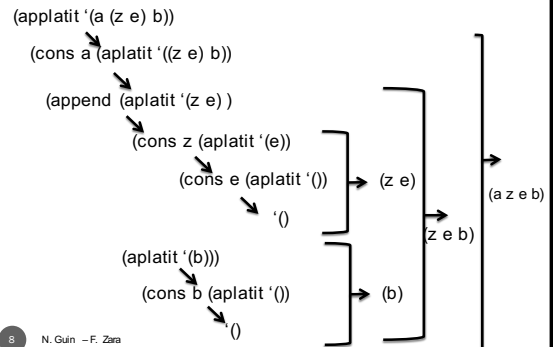 (applatit ‘(a (z e) b))
(cons a (aplatit ‘((z e) b))
(append (aplatit ‘(z e) )
(cons z (aplatit ‘(e))
(cons e (aplatit ‘())
‘()
(z e)
(z e b)
(a z e b)
(aplatit ‘(b)))
(cons b (aplatit ‘())
‘()
(b)
8 N. Guin – F. Zara